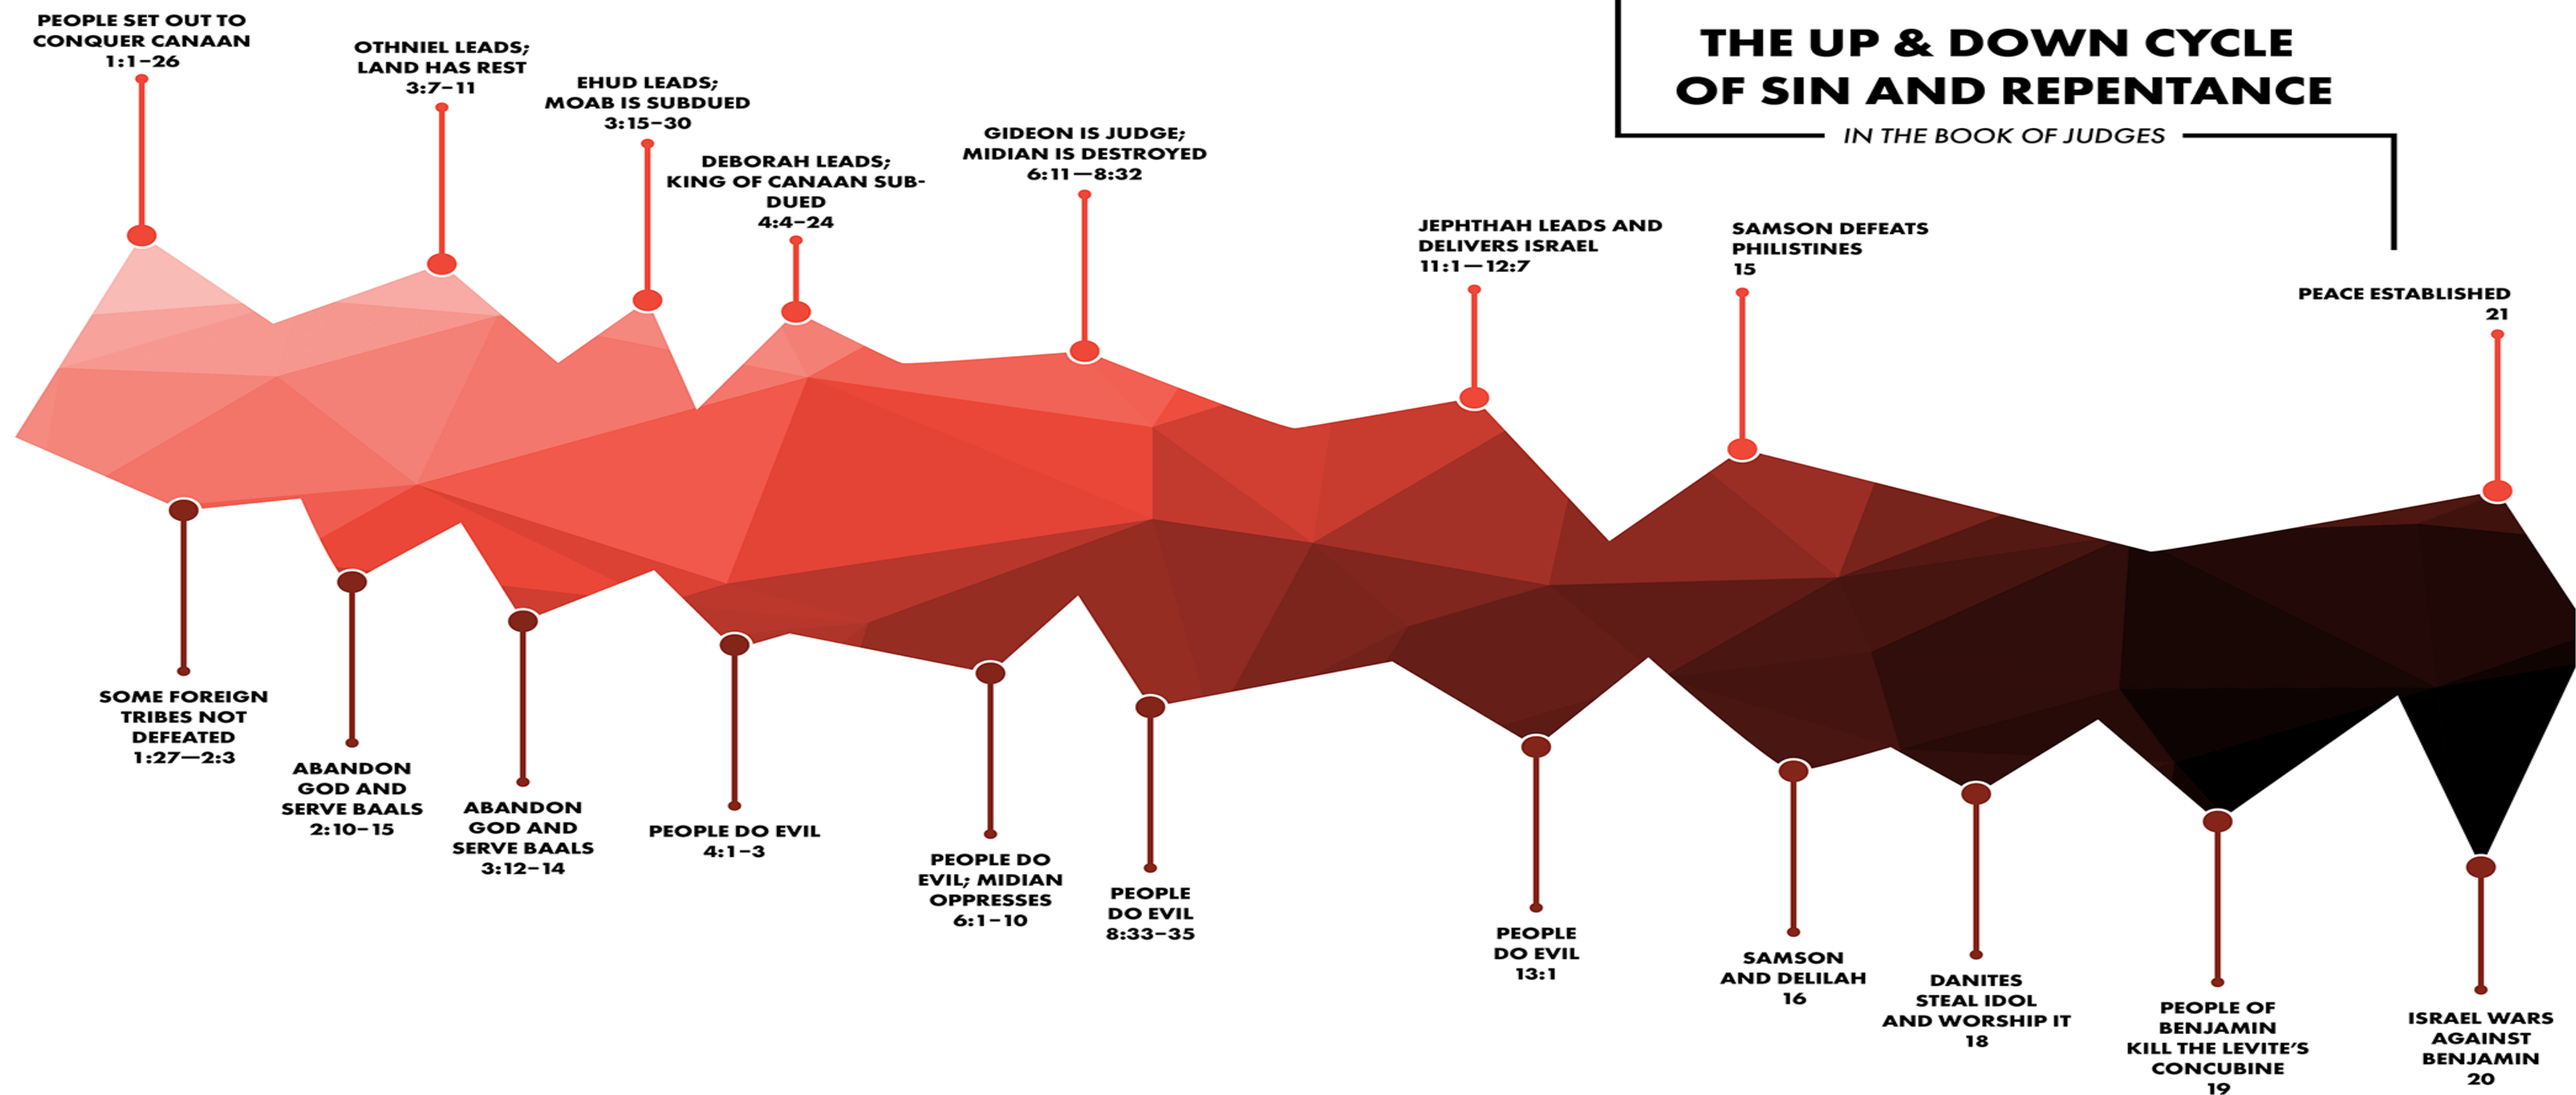 THE UP & DOWN CYCLE
OF SIN AND REPENTANCE
IN THE BOOK OF JUDGES
PEOPLE SET OUT TO
CONQUER CANAAN
1:1–26
OTHNIEL LEADS;
LAND HAS REST
3:7–11
EHUD LEADS;
MOAB IS SUBDUED
3:15–30
DEBORAH LEADS;
KING OF CANAAN SUB-
DUED
4:4–24
GIDEON IS JUDGE;
MIDIAN IS DESTROYED
6:11—8:32
JEPHTHAH LEADS AND
DELIVERS ISRAEL
11:1—12:7
SAMSON DEFEATS
PHILISTINES
15
PEACE ESTABLISHED
21
SOME FOREIGN
TRIBES NOT
DEFEATED
1:27—2:3
ABANDON
GOD AND
SERVE BAALS
2:10–15
ABANDON
GOD AND
SERVE BAALS
3:12–14
PEOPLE DO EVIL
4:1–3
PEOPLE DO
EVIL; MIDIAN
OPPRESSES
6:1–10
PEOPLE
DO EVIL
8:33–35
PEOPLE
DO EVIL
13:1
SAMSON
AND DELILAH
16
DANITES
STEAL IDOL
AND WORSHIP IT
18
PEOPLE OF
BENJAMIN
KILL THE LEVITE’S
CONCUBINE
19
ISRAEL WARS
AGAINST
BENJAMIN
20